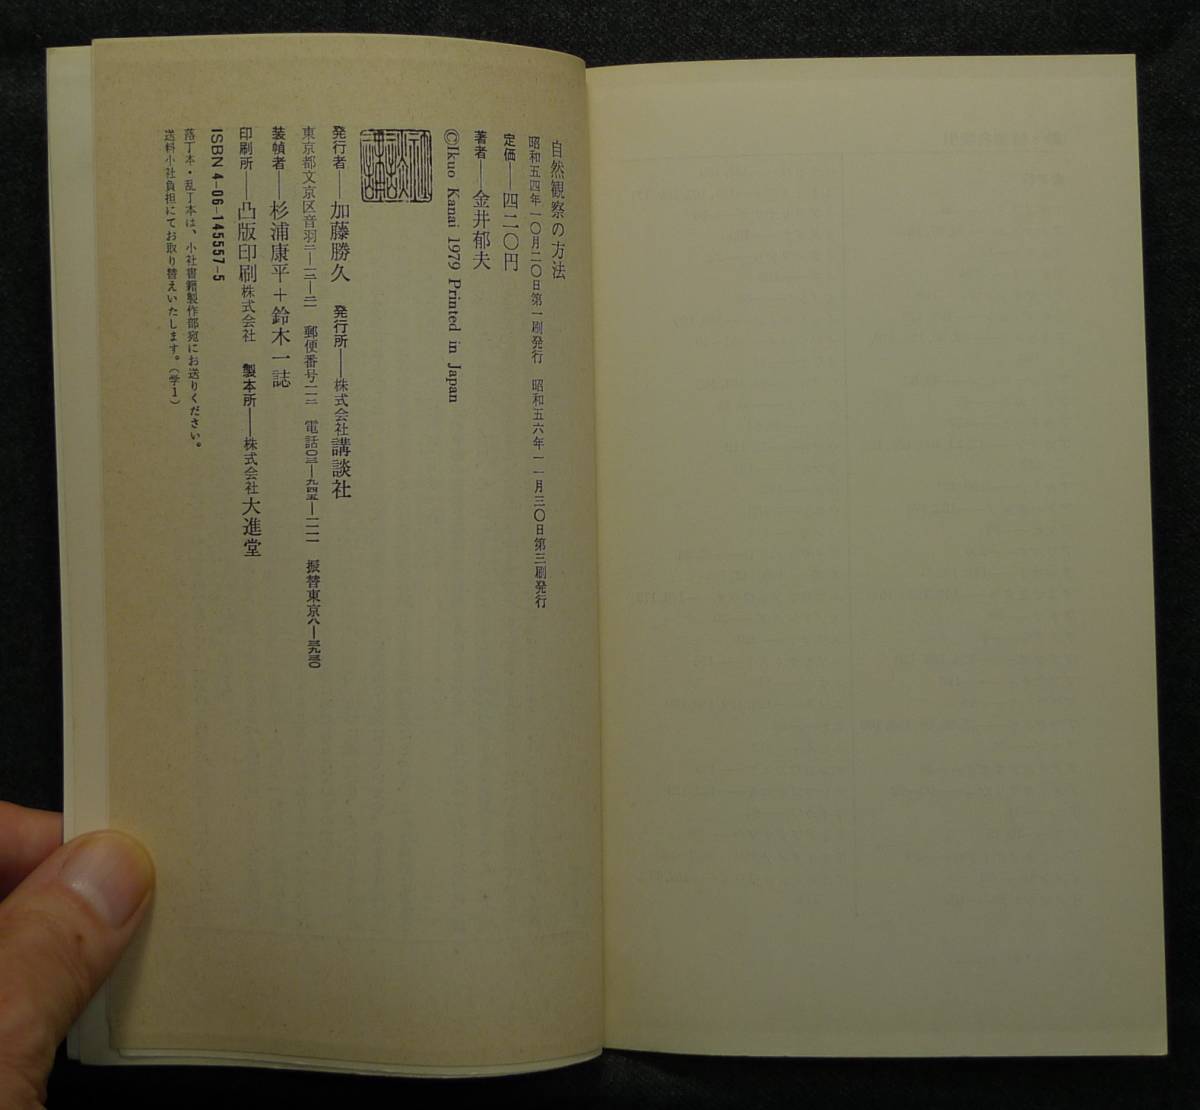 自然観察の方法
昭和五四年一〇月二〇日第一刷発行 昭和五六年一一月三〇日第三刷発行
定価――四二〇円
著者――金井郁夫
©Ikuo Kanai 1979 Printed in Japan
発行者――加藤勝久 発行所――株式会社講談社
東京都文京区音羽二―一二―二一 郵便番号一一二 電話〇三―九四五―一一一一 振替東京八―三九三〇
装幀者――杉浦康平＋鈴木一誌
印刷所――凸版印刷株式会社 製本所――株式会社大進堂
ISBN4-06-145557-5
落丁本・乱丁本は、小社書籍製作部宛にお送りください。
送料小社負担にてお取り替えいたします。（学1）